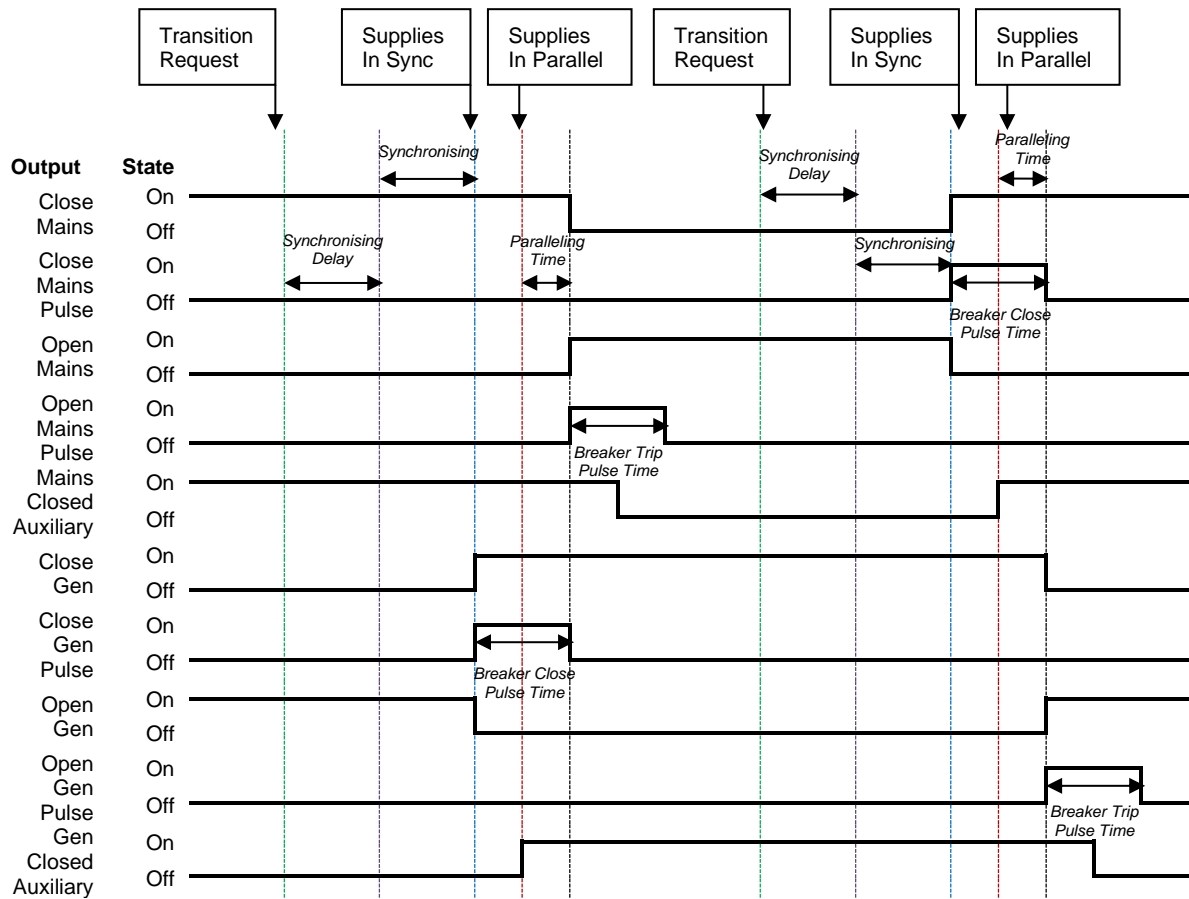 Transition
Request
Supplies
In Sync
Supplies
In Parallel
Transition
Request
Supplies
In Sync
Supplies
In Parallel
Output
State
Synchronising
Synchronising
Delay
Paralleling
Time
Close
Mains
On
Off
Synchronising
Delay
Paralleling
Time
Synchronising
Close
Mains
Pulse
On
Off
Breaker Close
Pulse Time
Open
Mains
On
Off
Open
Mains
Pulse
On
Off
Breaker Trip
Pulse Time
Mains
Closed
Auxiliary
On
Off
Close
Gen
On
Off
Close
Gen
Pulse
On
Off
Breaker Close
Pulse Time
Open
Gen
On
Off
Open
Gen
Pulse
On
Off
Breaker Trip
Pulse Time
Gen
Closed
Auxiliary
On
Off